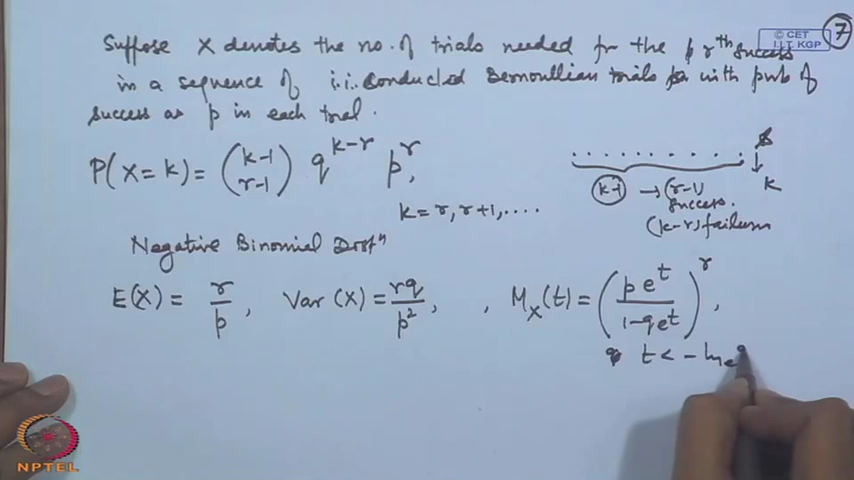 © CET
I.I.T. KGP
7
Suppose X denotes the no. of trials needed for the rth success
in a sequence of i.i. conducted Bernoullian trials with prob of
success as p in each trial.
P(X = k) = (k-1 r-1) q^{k-r} p^r,
k = r, r+1, ....
k-1 → (r-1) success.
(k-r) failures
k
Negative Binomial Distⁿ
E(X) = r/p, Var(X) = rq/p², , M_X(t) = (pe^t / 1-qe^t)^r,
t < - ln_e q
NPTEL